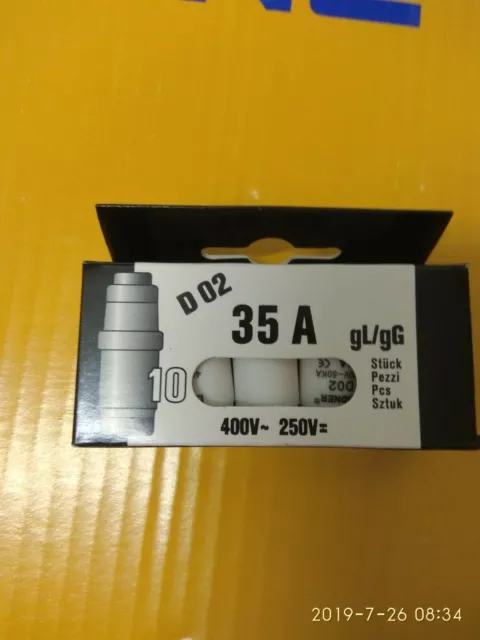 D 02
35 A
gL/gG
10
Stück
Pezzi
Pcs
Sztuk
D02
400V~ 250V=
2019-7-26 08:34